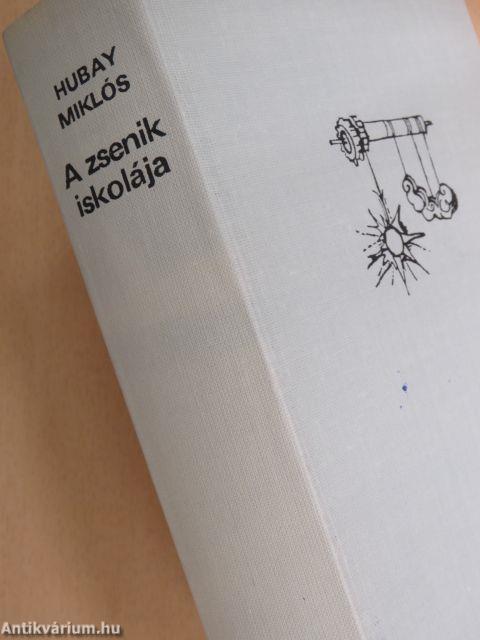 HUBAY
MIKLÓS
A zsenik
iskolája
Antikvárium.hu